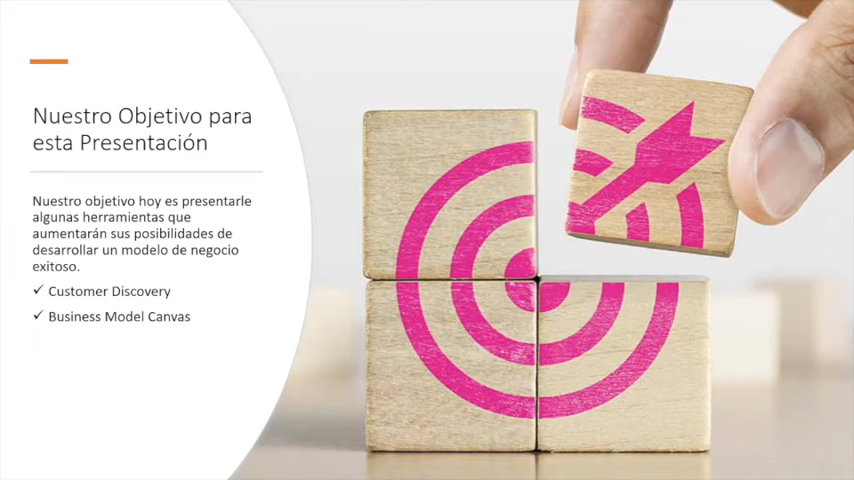 Nuestro Objetivo para
esta Presentación
Nuestro objetivo hoy es presentarle
algunas herramientas que
aumentarán sus posibilidades de
desarrollar un modelo de negocio
exitoso.
✓ Customer Discovery
✓ Business Model Canvas